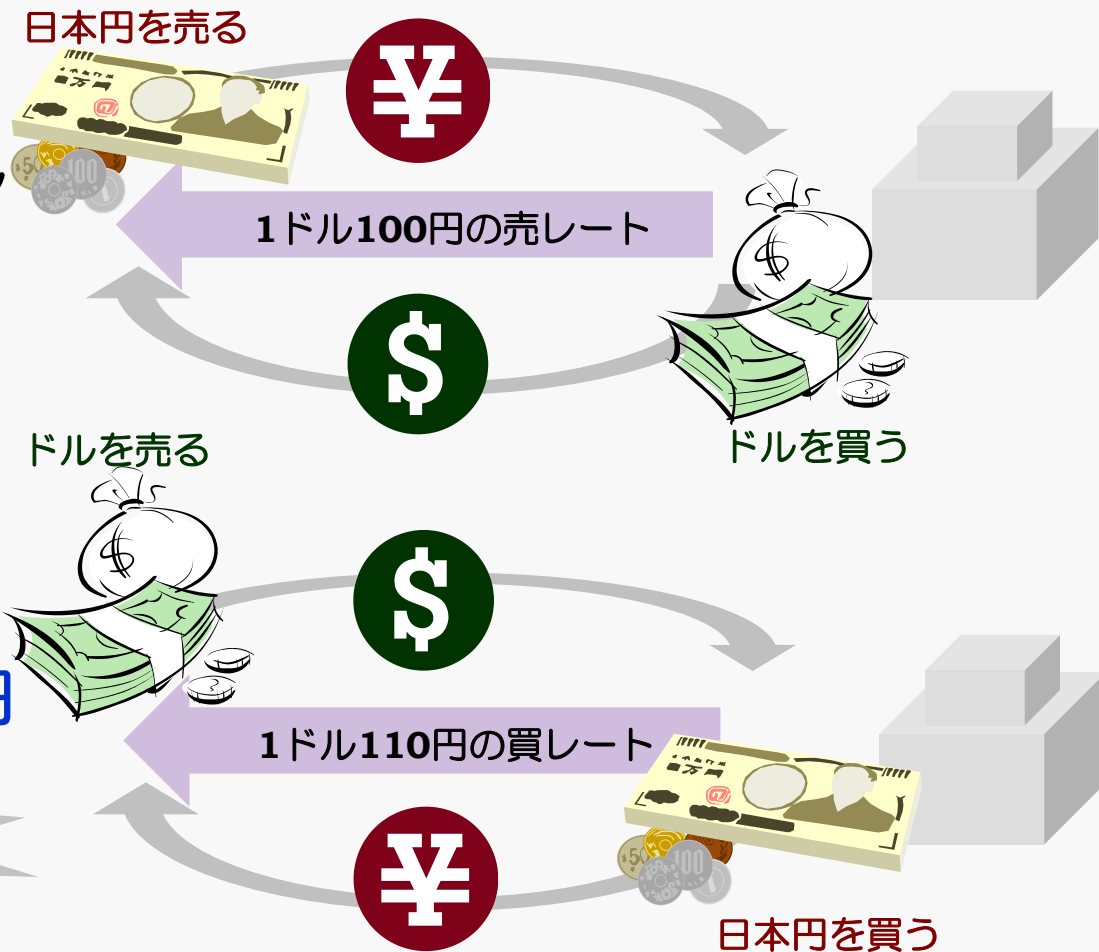 日本円を売る
¥
1ドル100円の売レート
$
ドルを買う
ドルを売る
$
1ドル110円の買レート
¥
日本円を買う